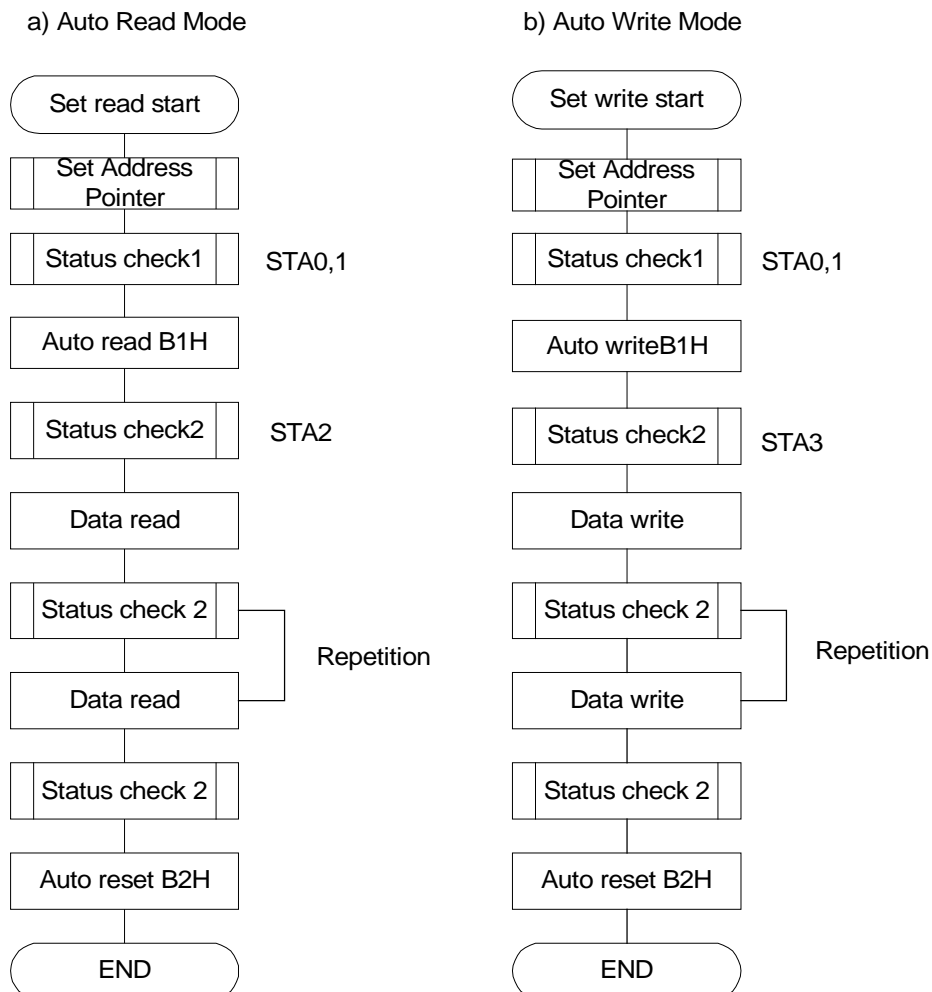 a) Auto Read Mode
Set read start
Set Address
Pointer
Status check1
STA0,1
Auto read B1H
Status check2
STA2
Data read
Status check 2
Repetition
Data read
Status check 2
Auto reset B2H
END
b) Auto Write Mode
Set write start
Set Address
Pointer
Status check1
STA0,1
Auto writeB1H
Status check2
STA3
Data write
Status check 2
Repetition
Data write
Status check 2
Auto reset B2H
END